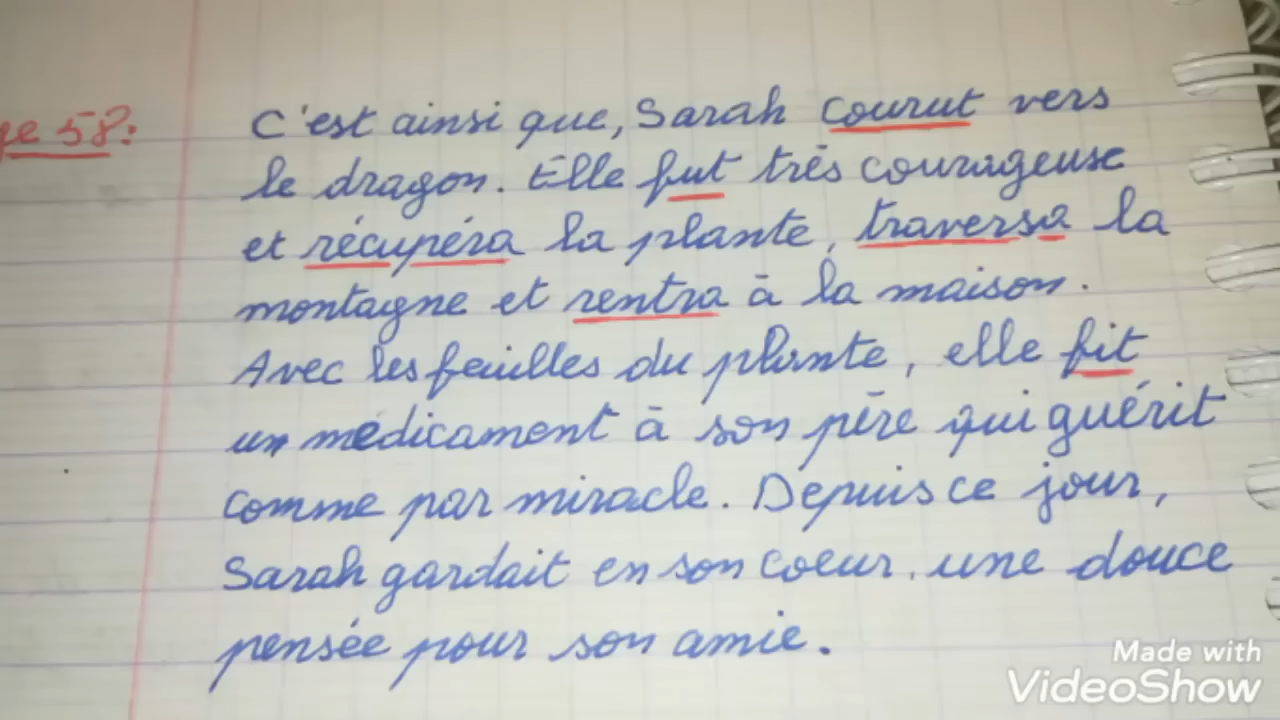 ge 58:
C'est ainsi que, Sarah courut vers
le dragon. Elle fut très courageuse
et récupéra la plante, traversa la
montagne et rentra à la maison.
Avec les feuilles du plante, elle fit
un médicament à son père qui guérit
comme par miracle. Depuis ce jour,
Sarah gardait en son coeur, une douce
pensée pour son amie.
Made with
VideoShow